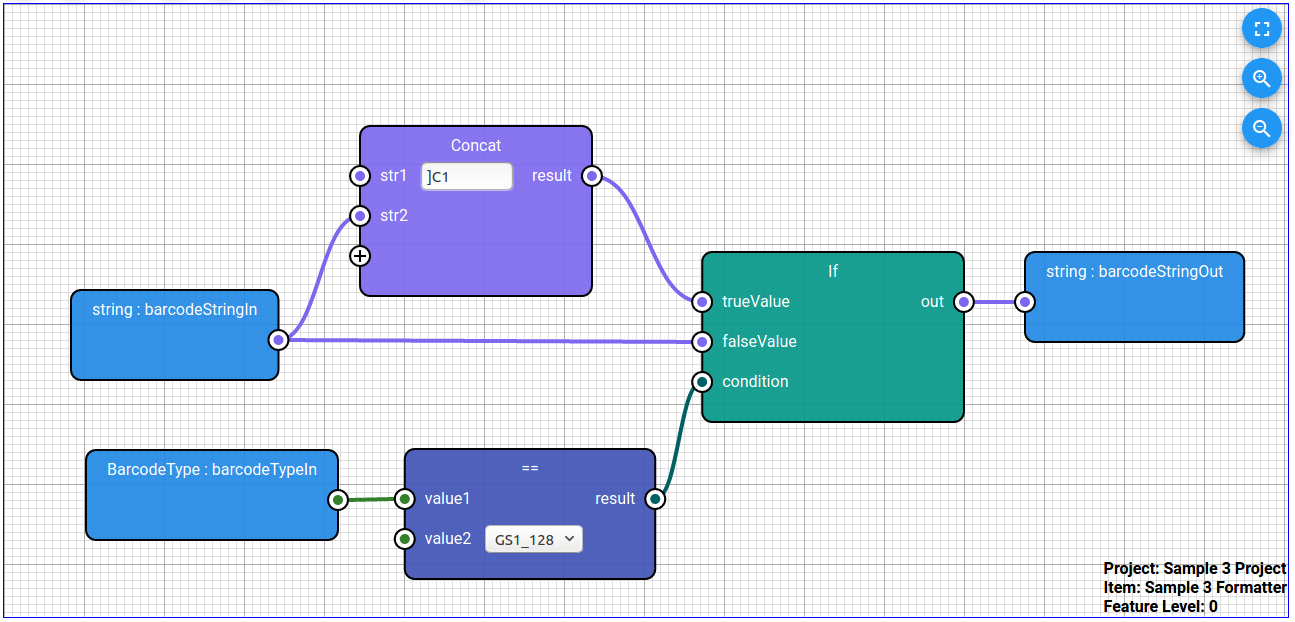 Concat
str1 ]C1 result
str2
string : barcodeStringIn
If
trueValue out
falseValue
condition
string : barcodeStringOut
BarcodeType : barcodeTypeIn
==
value1 result
value2 GS1_128
Project: Sample 3 Project
Item: Sample 3 Formatter
Feature Level: 0